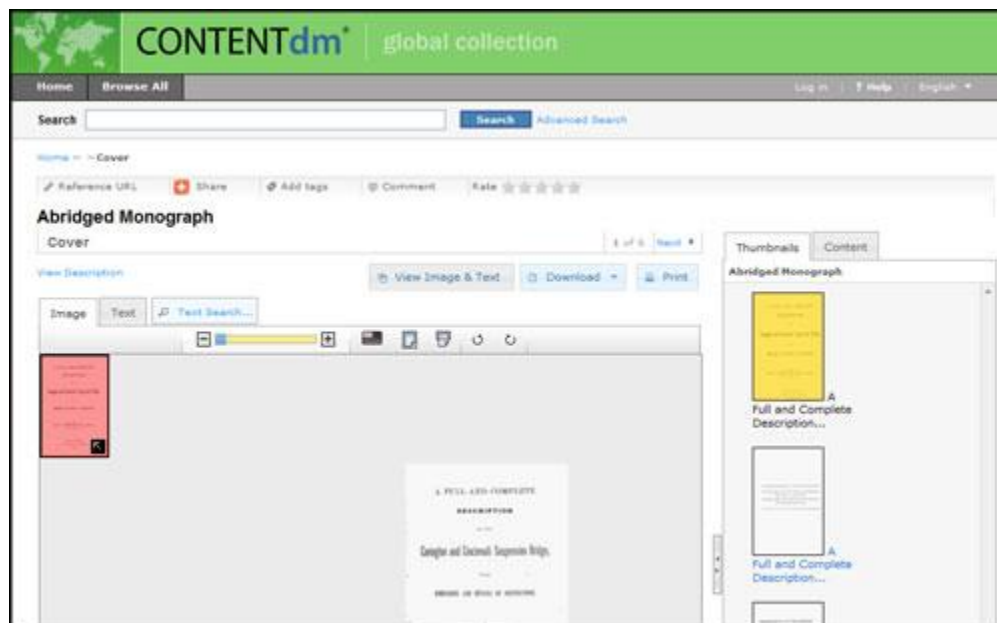 CONTENTdm® global collection
Home Browse All Log in ? Help English
Search Search Advanced Search
Home > > Cover
Reference URL Share Add tags Comment Rate
Abridged Monograph
Cover 1 of 6 Next
Thumbnails Content
View Description View Image & Text Download Print
Abridged Monograph
Image Text Text Search...
A
Full and Complete
Description...
A FULL AND COMPLETE
DESCRIPTION
Covington and Cincinnati Suspension Bridge,
A
Full and Complete
Description...